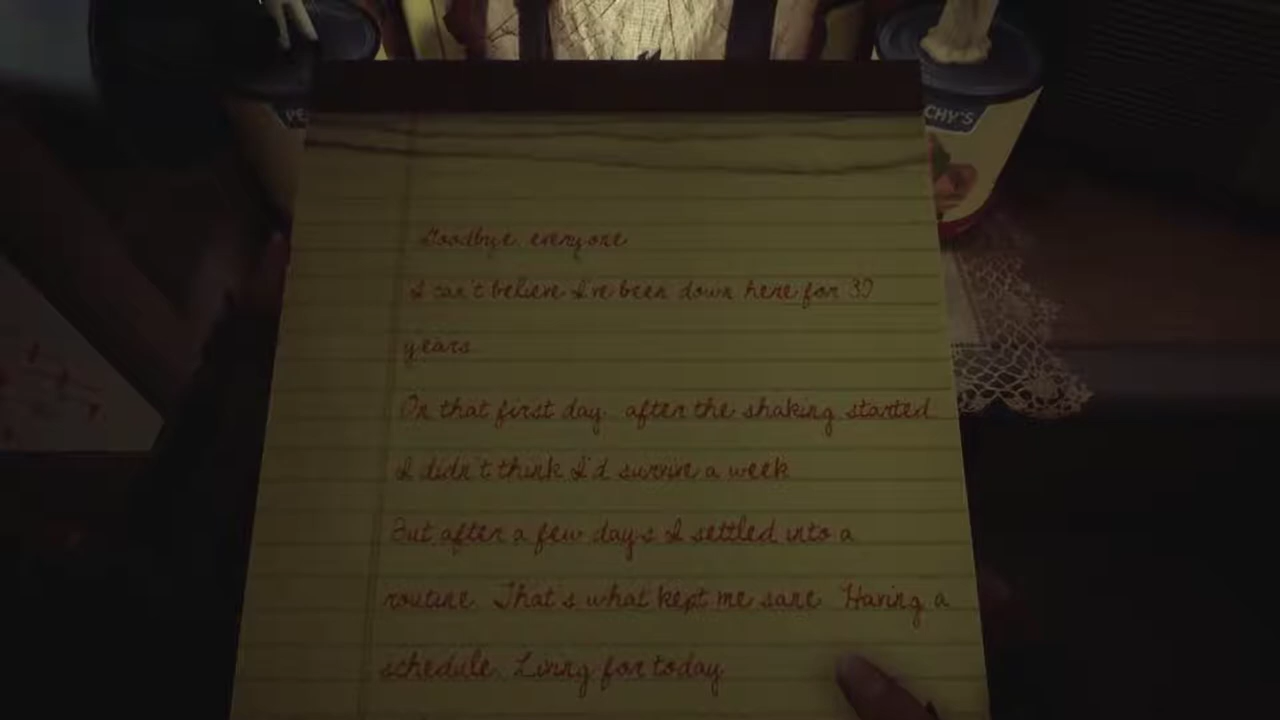 PE
CHY'S
Goodbye, everyone
I can't believe I've been down here for 30
years
On that first day, after the shaking started
I didn't think I'd survive a week
But after a few days I settled into a
routine. That's what kept me sane. Having a
schedule. Living for today